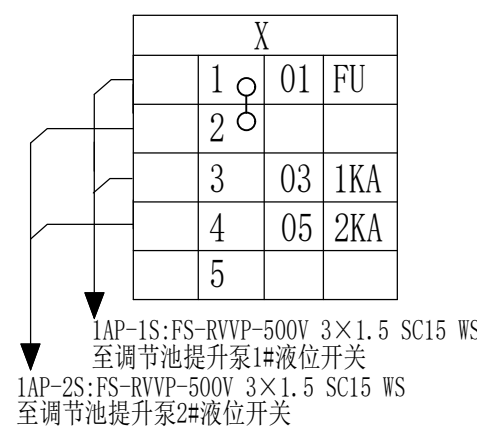 X
1 01 FU
2
3 03 1KA
4 05 2KA
5
1AP-1S:FS-RVVP-500V 3×1.5 SC15 WS
至调节池提升泵1#液位开关
1AP-2S:FS-RVVP-500V 3×1.5 SC15 WS
至调节池提升泵2#液位开关